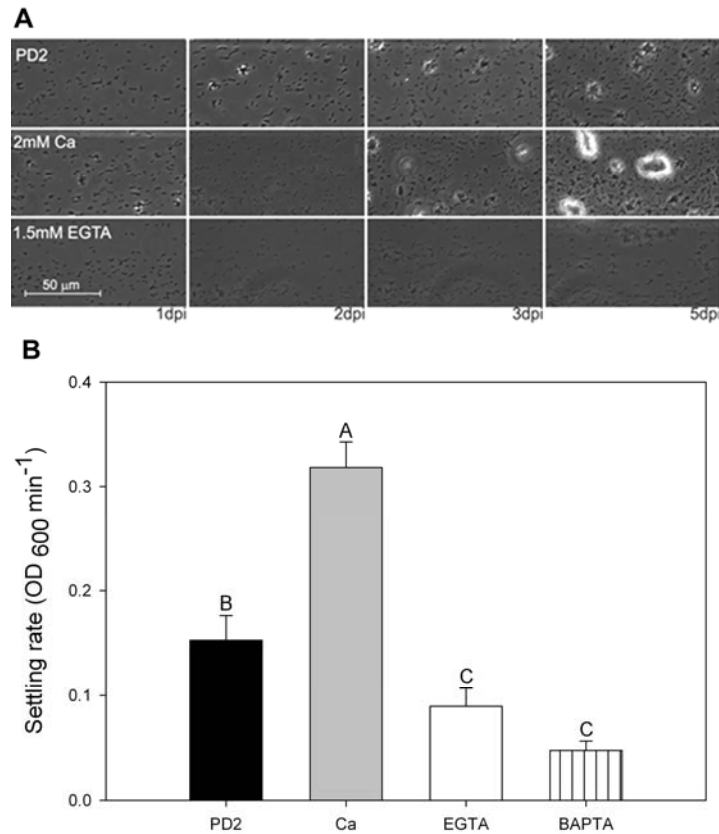 A
PD2
2mM Ca
1.5mM EGTA
50 μm
1dpi 2dpi 3dpi 5dpi
B
0.4
0.3
0.2
0.1
0.0
Settling rate (OD 600 min-1)
B A C C
PD2 Ca EGTA BAPTA